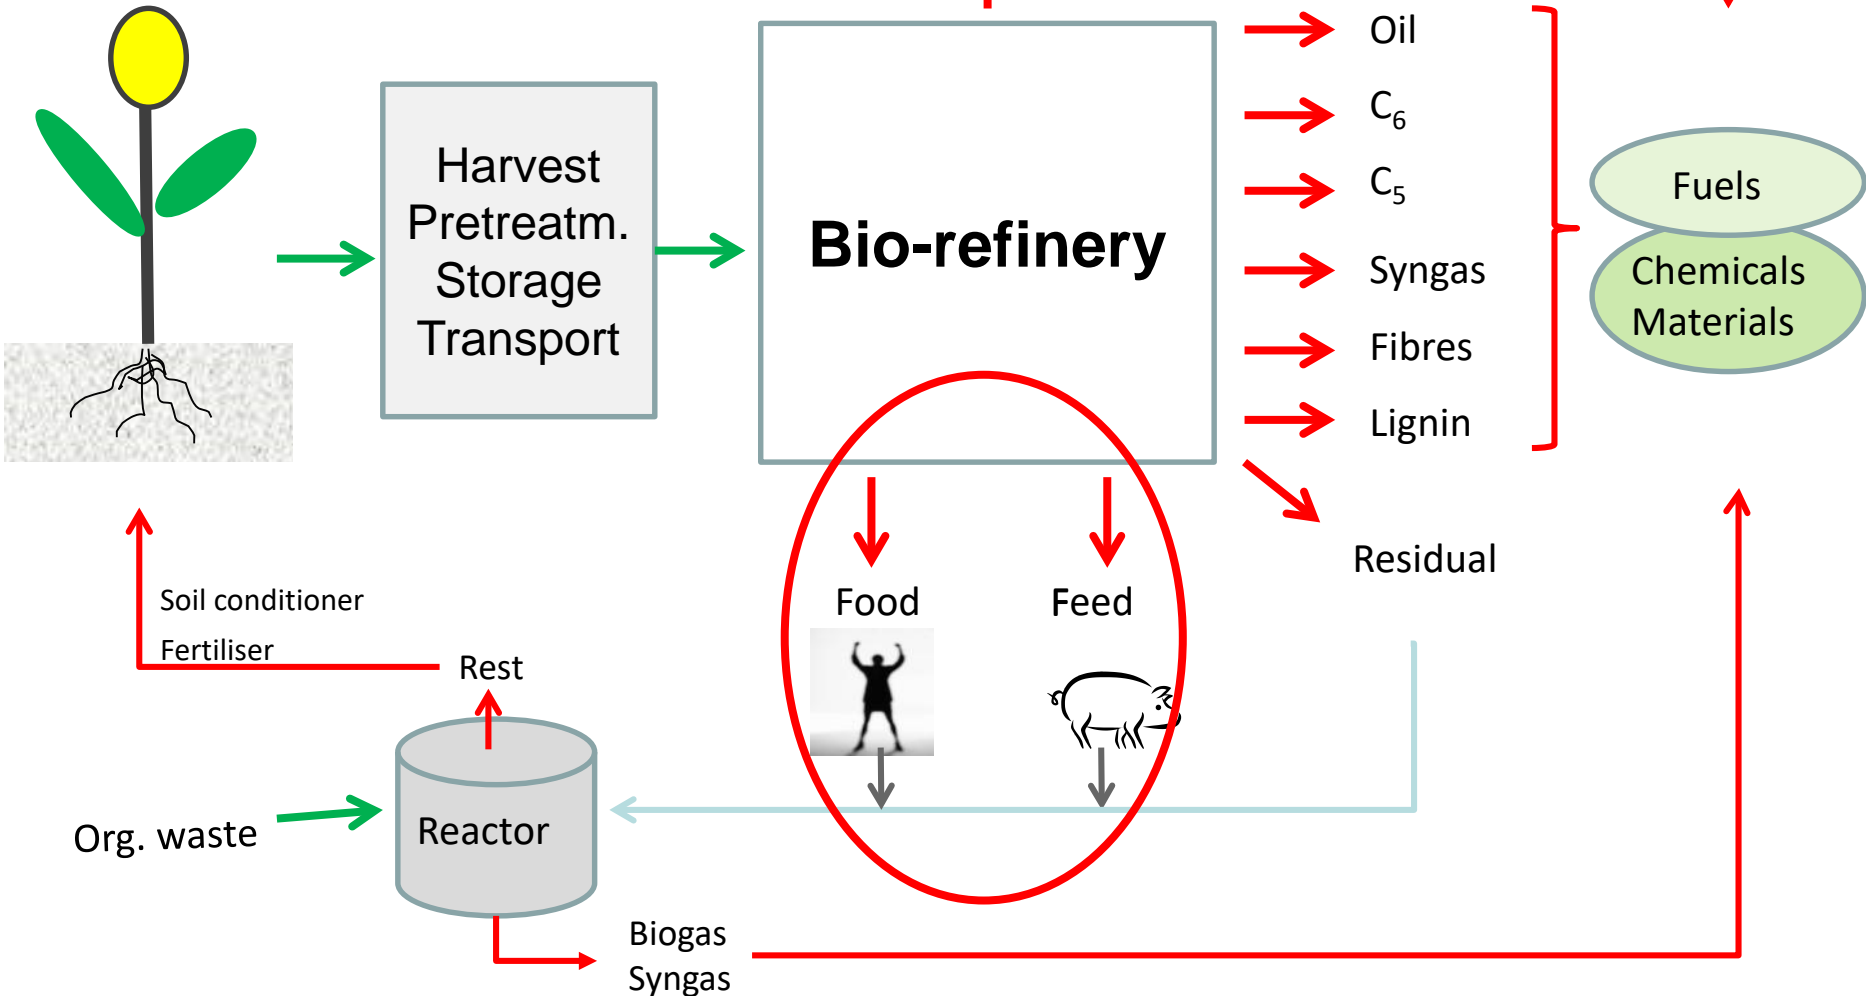 Harvest
Pretreatm.
Storage
Transport
Bio-refinery
Oil
C₆
C₅
Syngas
Fibres
Lignin
Fuels
Chemicals
Materials
Residual
Food
Feed
Soil conditioner
Fertiliser
Rest
Org. waste
Reactor
Biogas
Syngas